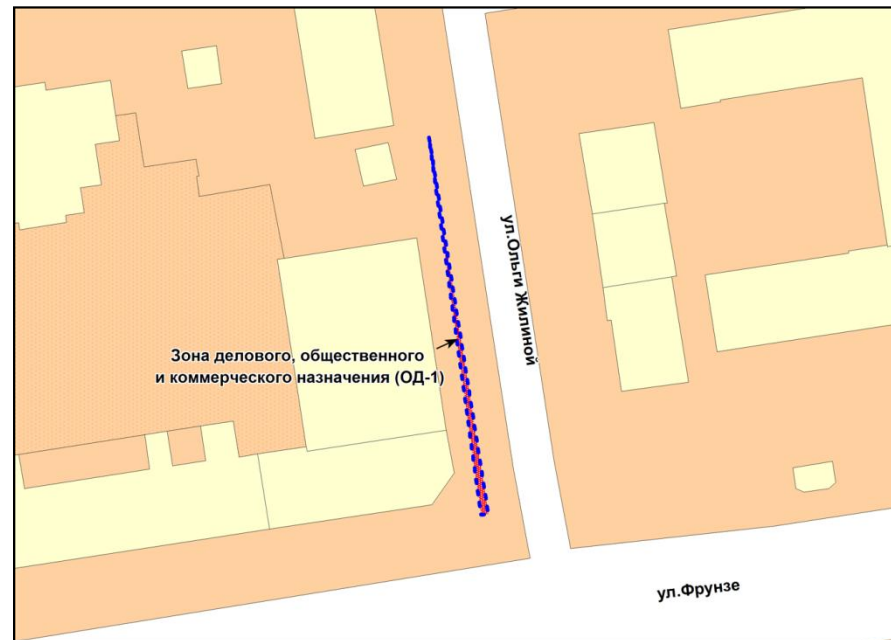 ул.Ольги Жилиной
Зона делового, общественного
и коммерческого назначения (ОД-1)
ул.Фрунзе